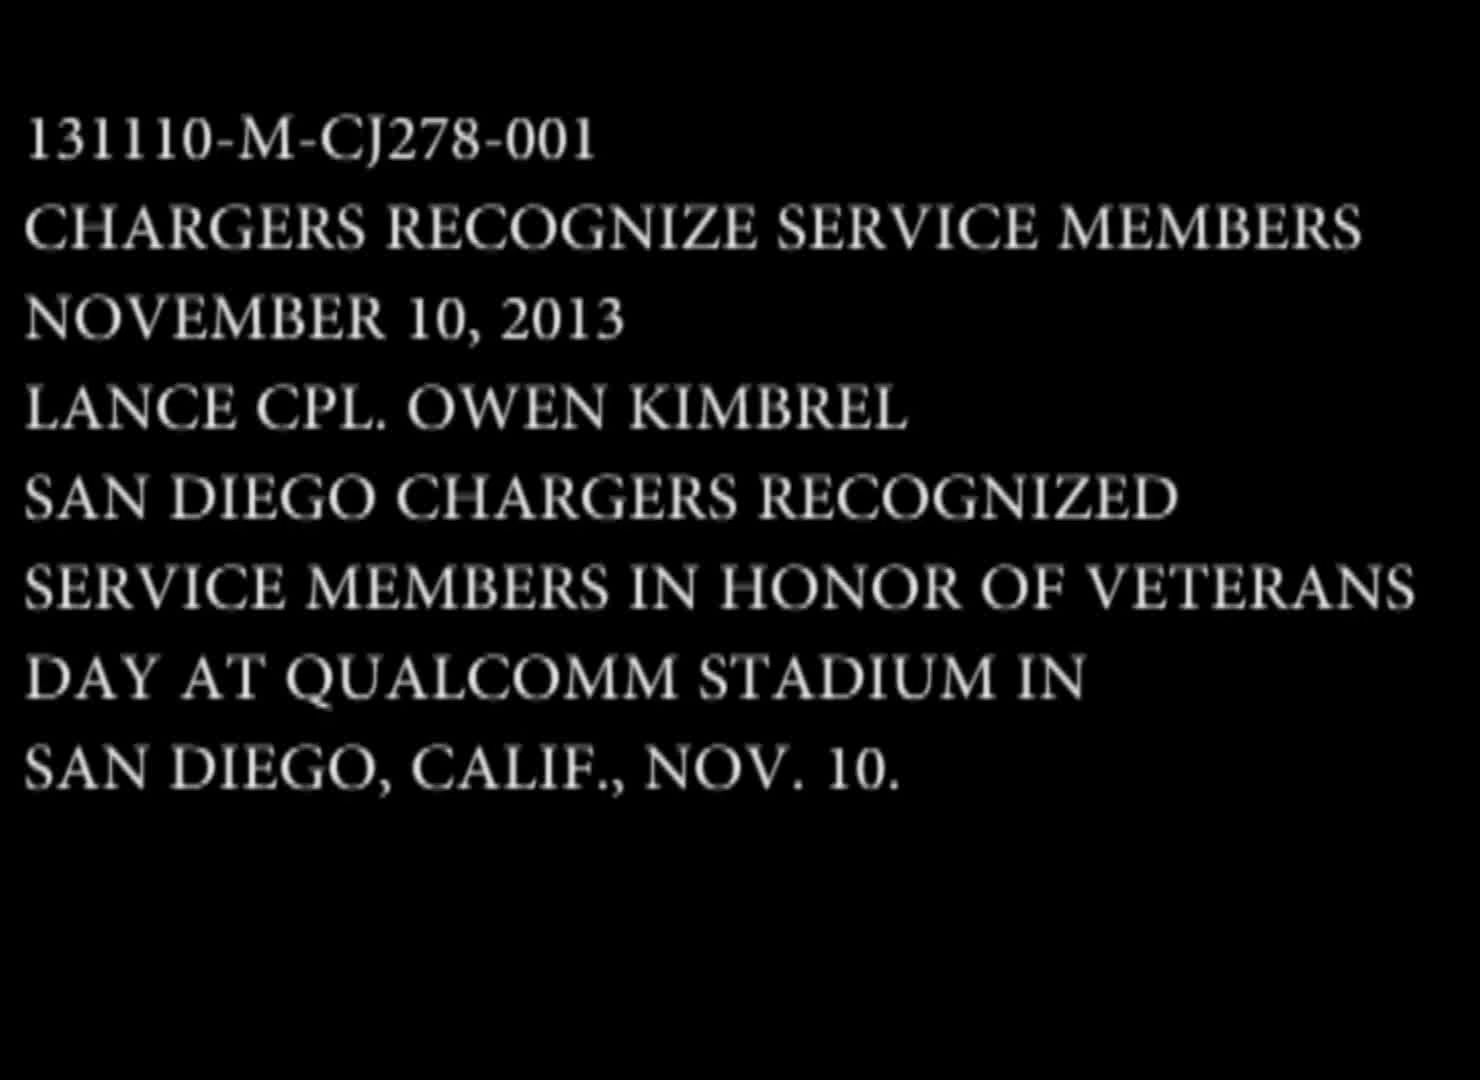 131110-M-CJ278-001
CHARGERS RECOGNIZE SERVICE MEMBERS
NOVEMBER 10, 2013
LANCE CPL. OWEN KIMBREL
SAN DIEGO CHARGERS RECOGNIZED
SERVICE MEMBERS IN HONOR OF VETERANS
DAY AT QUALCOMM STADIUM IN
SAN DIEGO, CALIF., NOV. 10.